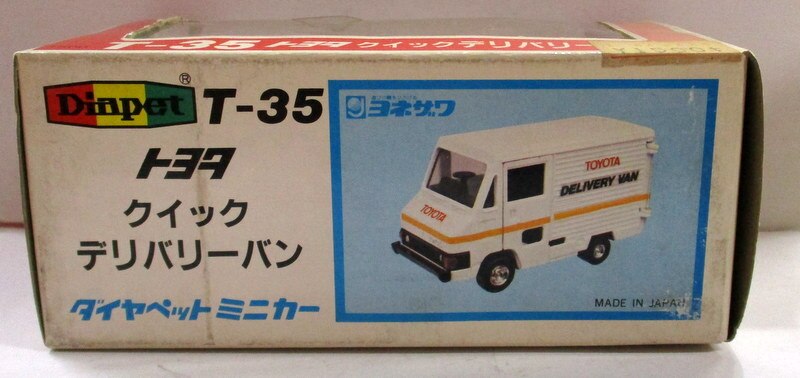 T-35 トヨタ クイックデリバリー
Diapet ® T-35
トヨタ
クイック
デリバリーバン
ダイヤペット ミニカー
ヨネザワ
TOYOTA
DELIVERY VAN
TOYOTA
MADE IN JAPAN